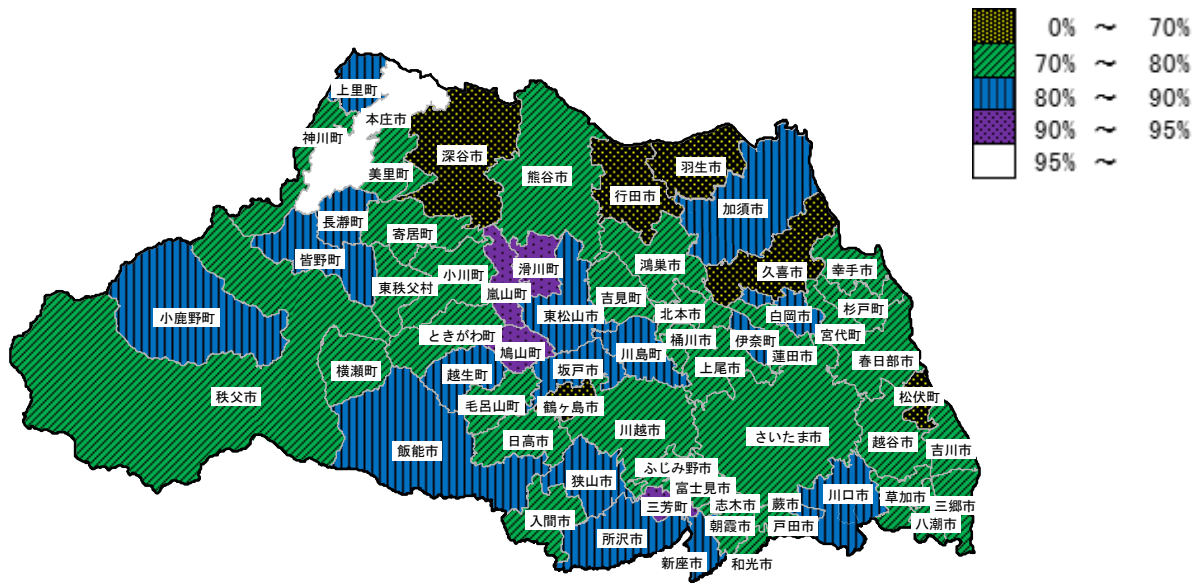 0% ～ 70%
70% ～ 80%
80% ～ 90%
90% ～ 95%
95% ～
上里町
本庄市
神川町
美里町
深谷市
熊谷市
行田市
羽生市
加須市
長瀞町
寄居町
皆野町
東秩父村
小川町
嵐山町
滑川町
鴻巣市
久喜市
幸手市
小鹿野町
東松山市
吉見町
北本市
白岡市
杉戸町
ときがわ町
鳩山町
川島町
桶川市
伊奈町
宮代町
蓮田市
春日部市
横瀬町
越生町
坂戸市
上尾市
秩父市
毛呂山町
鶴ヶ島市
松伏町
飯能市
日高市
川越市
さいたま市
越谷市
吉川市
狭山市
ふじみ野市
富士見市
三芳町
志木市
蕨市
川口市
草加市
三郷市
入間市
所沢市
朝霞市
戸田市
八潮市
新座市
和光市